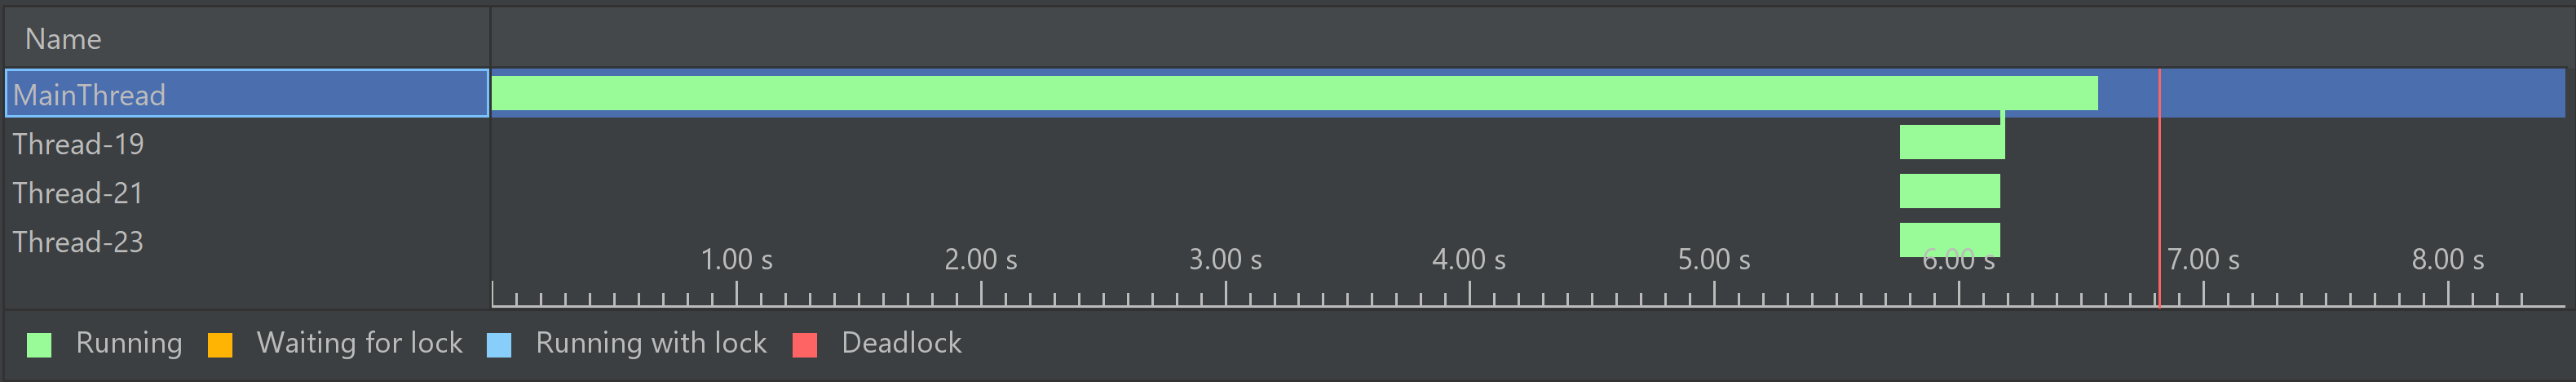 Name
MainThread
Thread-19
Thread-21
Thread-23
1.00 s 2.00 s 3.00 s 4.00 s 5.00 s 6.00 s 7.00 s 8.00 s
Running Waiting for lock Running with lock Deadlock